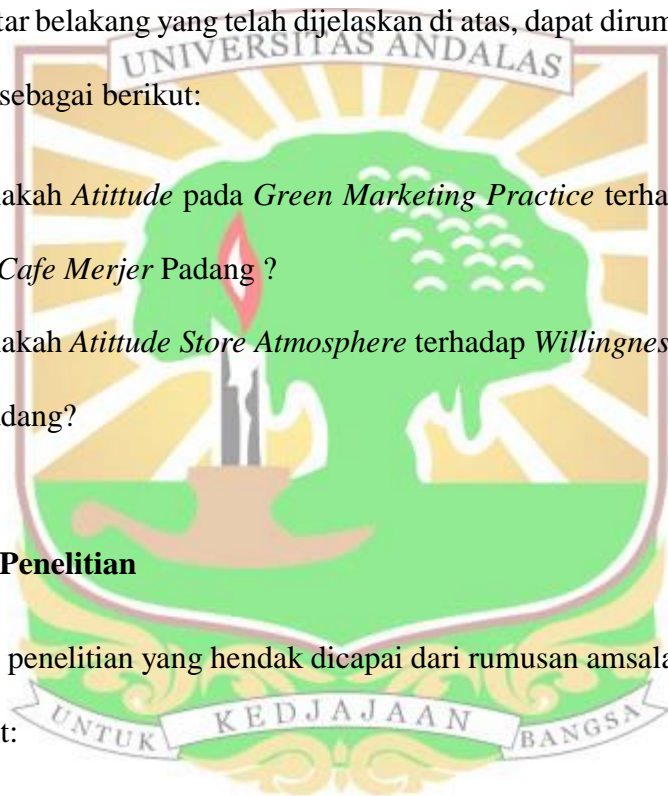 tar belakang yang telah dijelaskan di atas, dapat dirum
UNIVERSITAS ANDALAS
sebagai berikut:
akah Atittude pada Green Marketing Practice terha
Cafe Merjer Padang ?
akah Atittude Store Atmosphere terhadap Willingnes
adang?
Penelitian
penelitian yang hendak dicapai dari rumusan amsala
t:
UNTUK KEDJAJAAN BANGSA